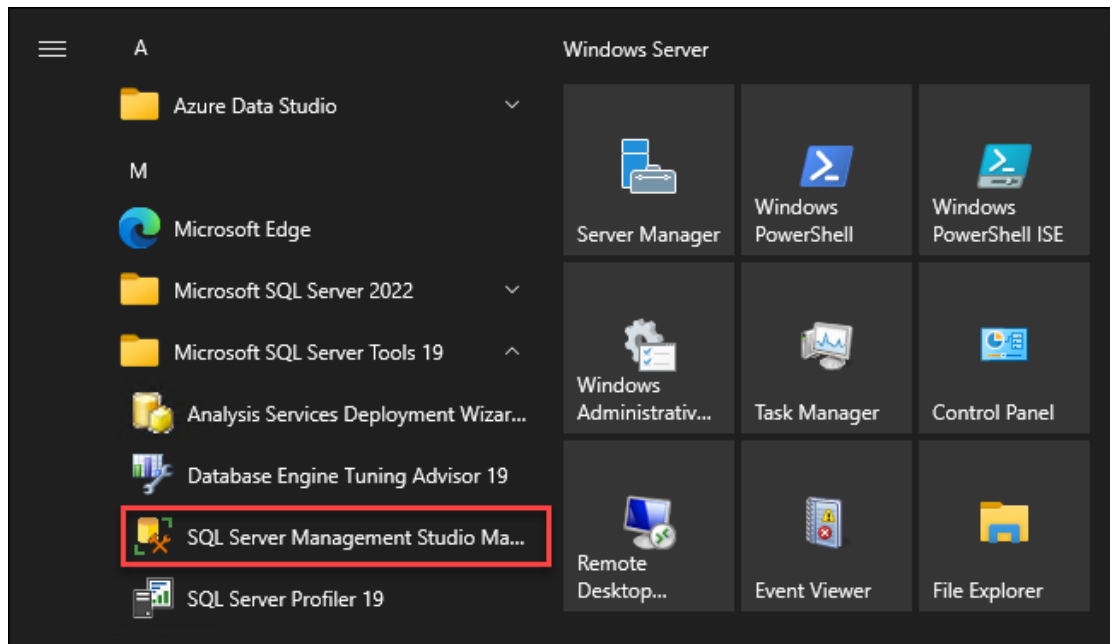 A
Azure Data Studio
M
Microsoft Edge
Microsoft SQL Server 2022
Microsoft SQL Server Tools 19
Analysis Services Deployment Wizar...
Database Engine Tuning Advisor 19
SQL Server Management Studio Ma...
SQL Server Profiler 19
Windows Server
Server Manager
Windows
PowerShell
Windows
PowerShell ISE
Windows
Administrativ...
Task Manager
Control Panel
Remote
Desktop...
Event Viewer
File Explorer